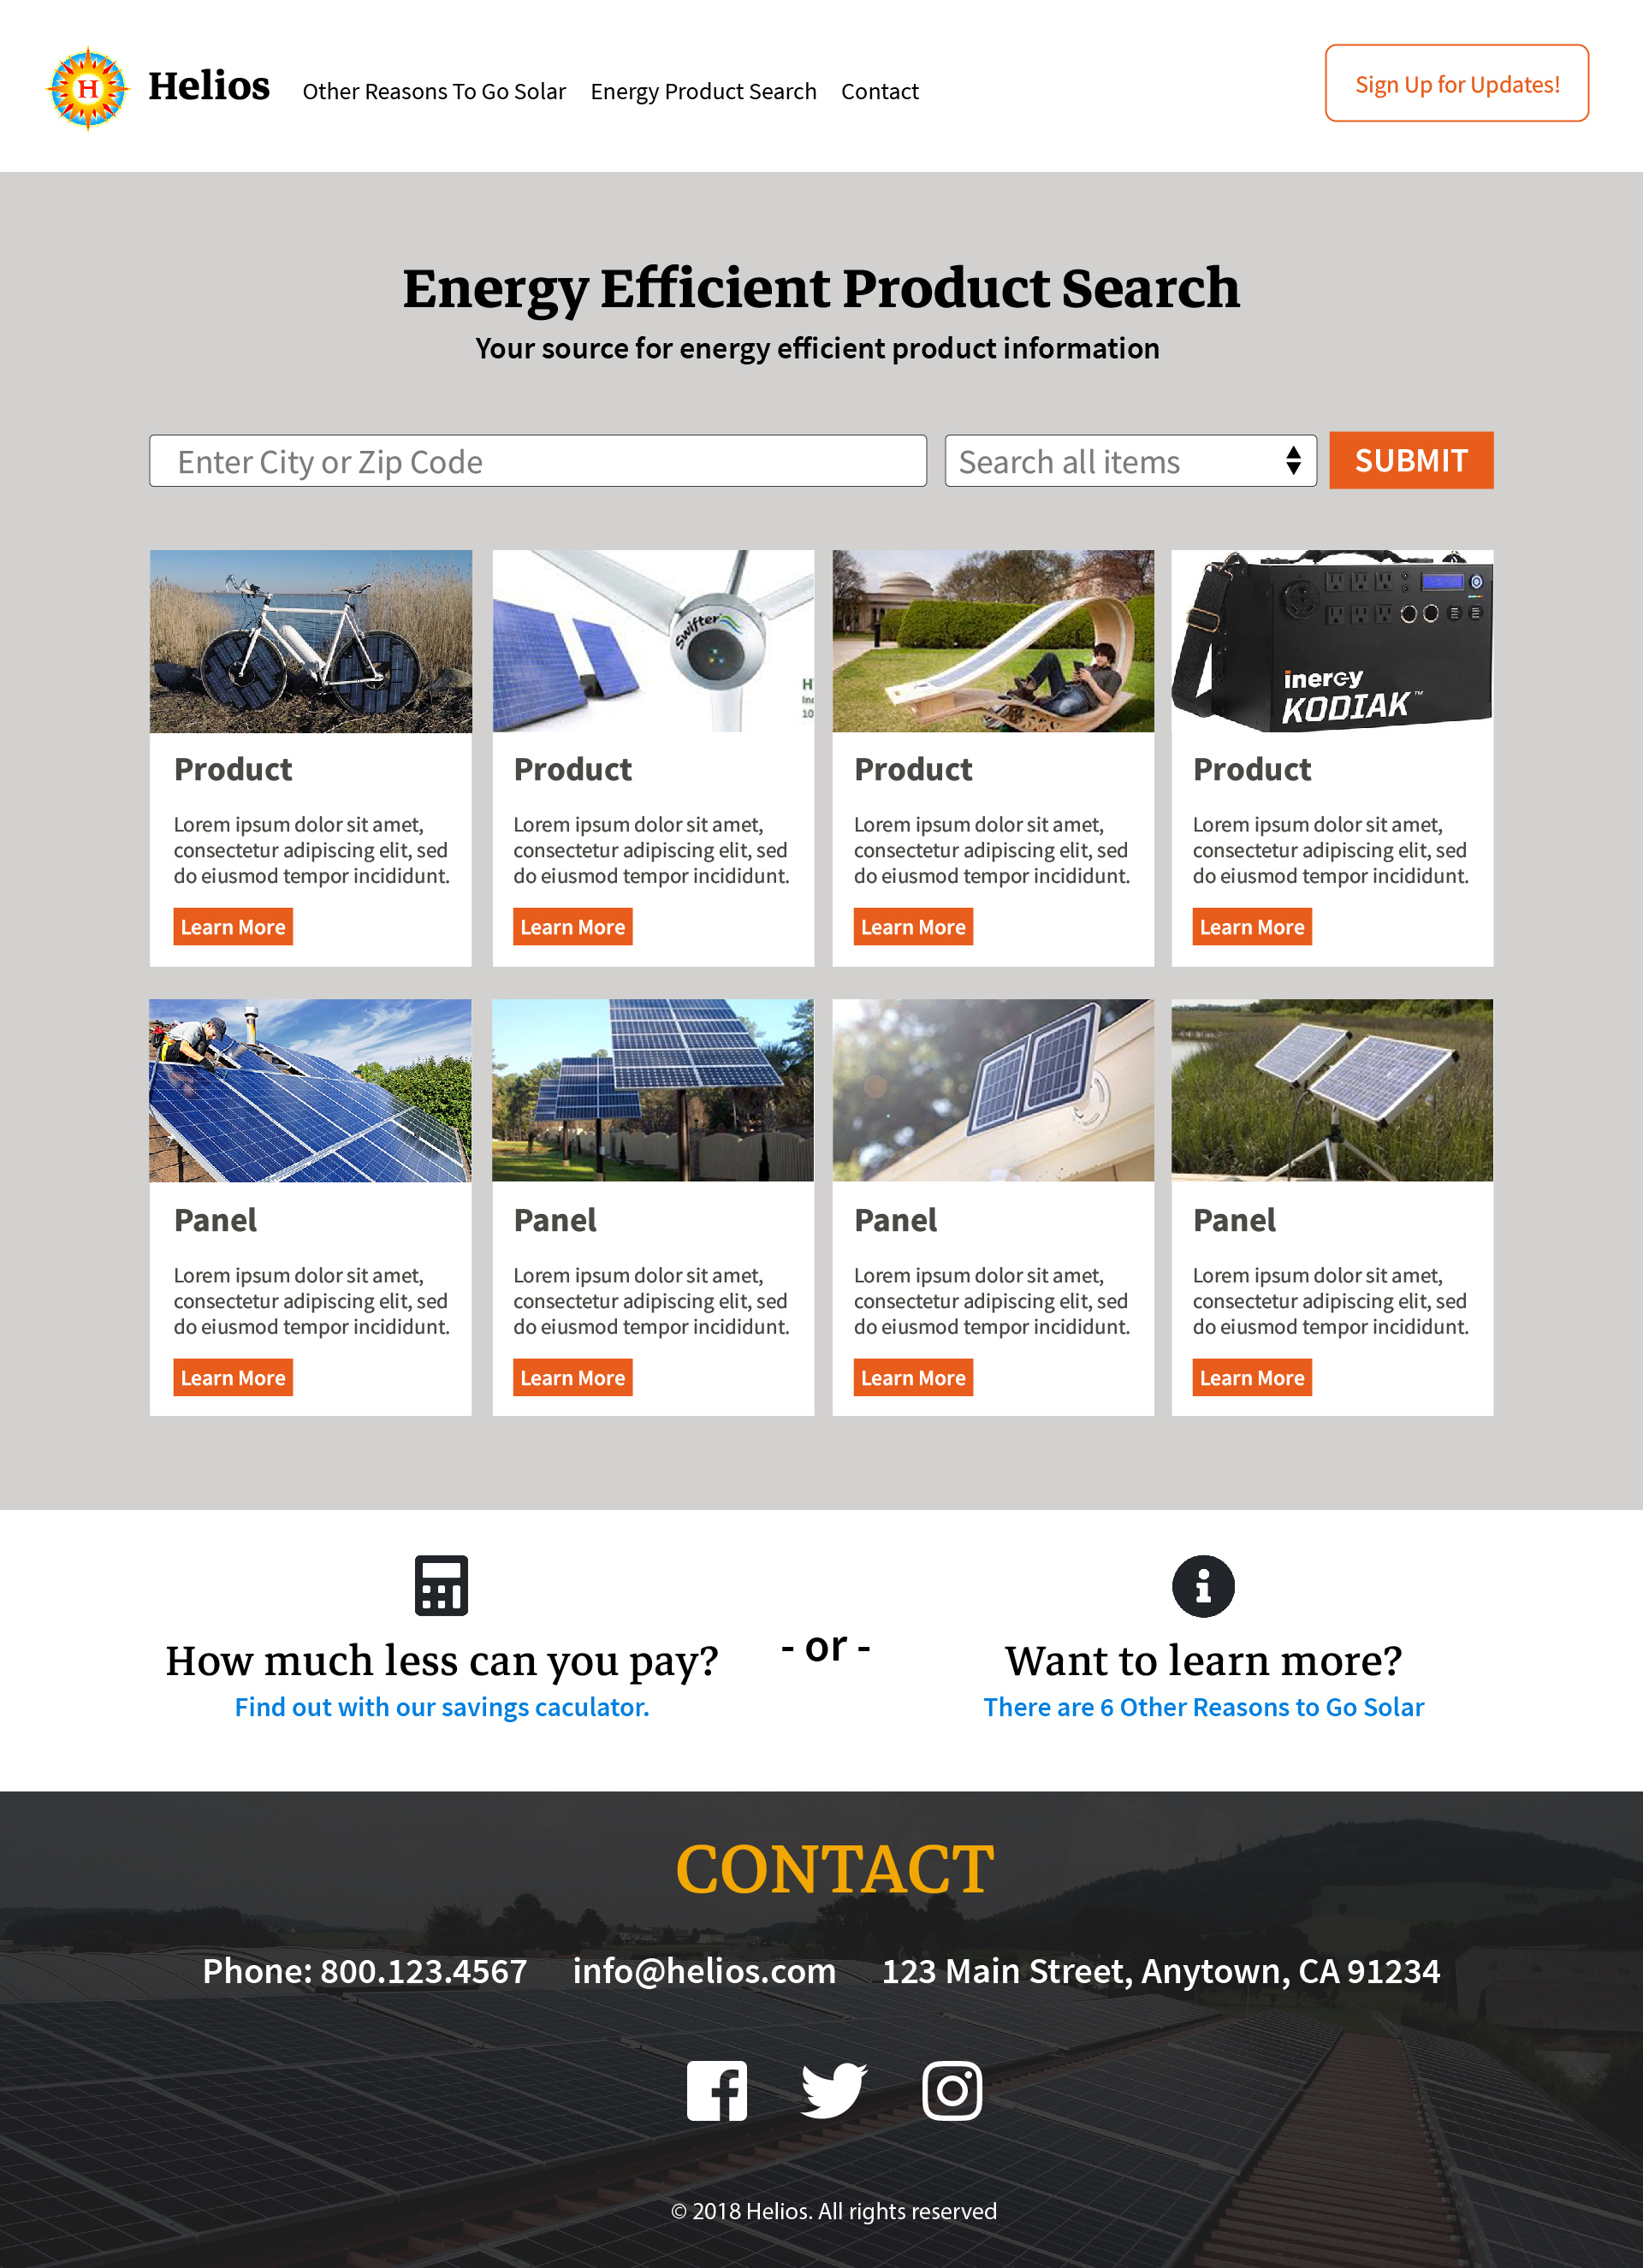 H
Helios
Other Reasons To Go Solar
Energy Product Search
Contact
Sign Up for Updates!
Energy Efficient Product Search
Your source for energy efficient product information
Enter City or Zip Code
Search all items
SUBMIT
Swifter
H
In
10
inergy
KODIAK™
Product
Lorem ipsum dolor sit amet,
consectetur adipiscing elit, sed
do eiusmod tempor incididunt.
Learn More
Product
Lorem ipsum dolor sit amet,
consectetur adipiscing elit, sed
do eiusmod tempor incididunt.
Learn More
Product
Lorem ipsum dolor sit amet,
consectetur adipiscing elit, sed
do eiusmod tempor incididunt.
Learn More
Product
Lorem ipsum dolor sit amet,
consectetur adipiscing elit, sed
do eiusmod tempor incididunt.
Learn More
Panel
Lorem ipsum dolor sit amet,
consectetur adipiscing elit, sed
do eiusmod tempor incididunt.
Learn More
Panel
Lorem ipsum dolor sit amet,
consectetur adipiscing elit, sed
do eiusmod tempor incididunt.
Learn More
Panel
Lorem ipsum dolor sit amet,
consectetur adipiscing elit, sed
do eiusmod tempor incididunt.
Learn More
Panel
Lorem ipsum dolor sit amet,
consectetur adipiscing elit, sed
do eiusmod tempor incididunt.
Learn More
How much less can you pay?
Find out with our savings caculator.
- or -
Want to learn more?
There are 6 Other Reasons to Go Solar
CONTACT
Phone: 800.123.4567
info@helios.com
123 Main Street, Anytown, CA 91234
© 2018 Helios. All rights reserved